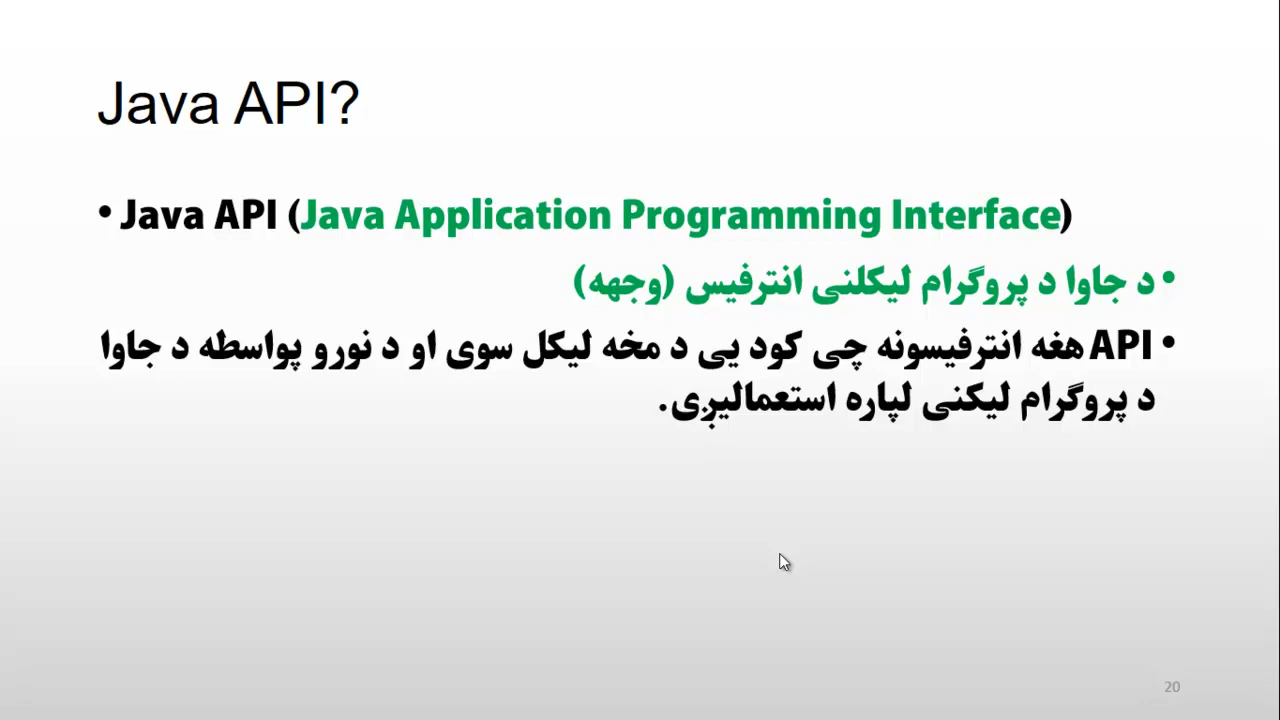 Java API?
• Java API (Java Application Programming Interface)
• د جاوا د پروگرام لیکلنی انترفیس (وجهه)
• API هغه انترفیسونه چی کود یی د مخه لیکل سوی او د نورو پواسطه د جاوا
د پروگرام لیکنی لپاره استعمالیږی.
20